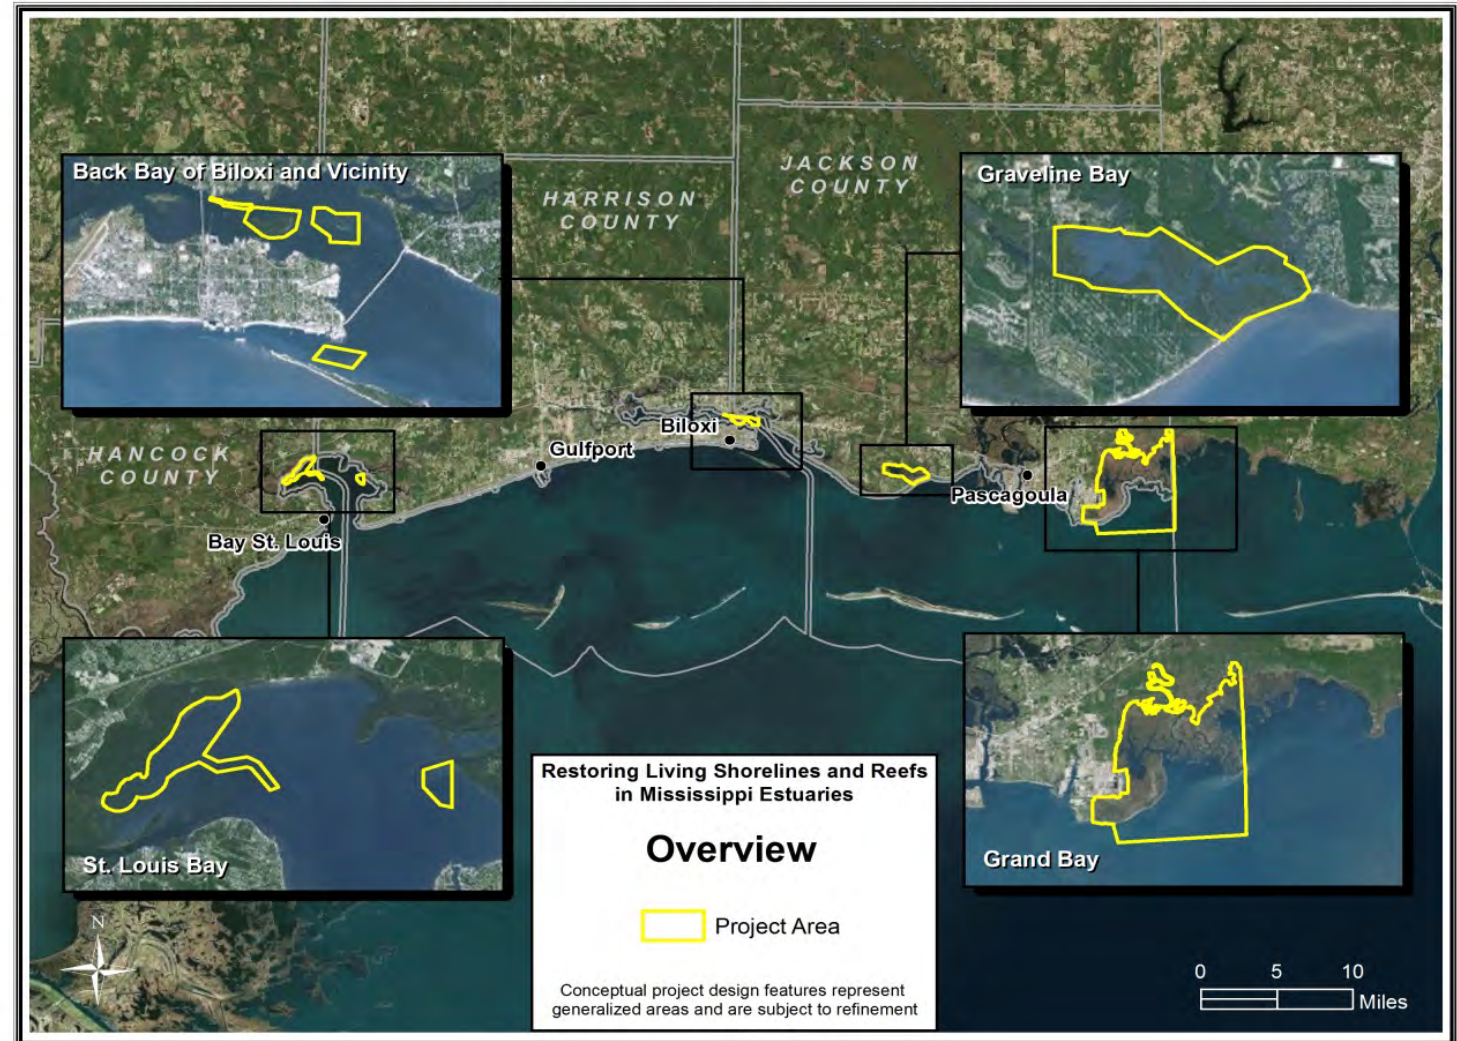 Back Bay of Biloxi and Vicinity
HARRISON
COUNTY
JACKSON
COUNTY
Graveline Bay
HANCOCK
COUNTY
Biloxi
Gulfport
Pascagoula
Bay St. Louis
St. Louis Bay
Grand Bay
Restoring Living Shorelines and Reefs
in Mississippi Estuaries
Overview
Project Area
Conceptual project design features represent
generalized areas and are subject to refinement
N
0 5 10
Miles